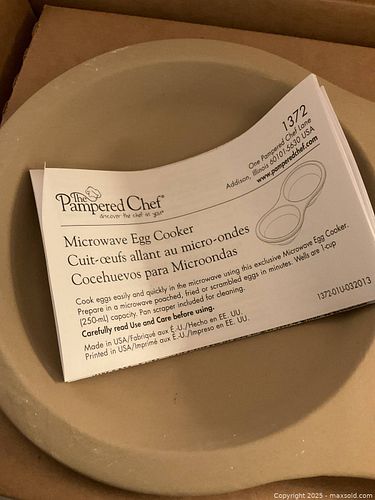 1372
One Pampered Chef Lane
Addison, Illinois 60101-5630 USA
www.pamperedchef.com
The
Pampered Chef®
discover the chef in you®
Microwave Egg Cooker
Cuit-œufs allant au micro-ondes
Cocehuevos para Microondas
Cook eggs easily and quickly in the microwave using this exclusive Microwave Egg Cooker.
Prepare in a microwave poached, fried or scrambled eggs in minutes. Wells are 1-cup
(250-mL) capacity. Pan scraper included for cleaning.
Carefully read Use and Care before using.
Made in USA/Fabriqué aux É.-U./Hecho en EE. UU.
Printed in USA/Imprimé aux É.-U./Impreso en EE. UU.
1372-01U-032013
Copyright 2025 - maxsold.com